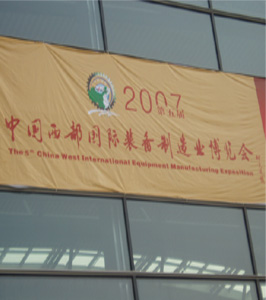 2007
第五届
中国西部国际装备制造业博览会
The 5th China West International Equipment Manufacturing Exposition